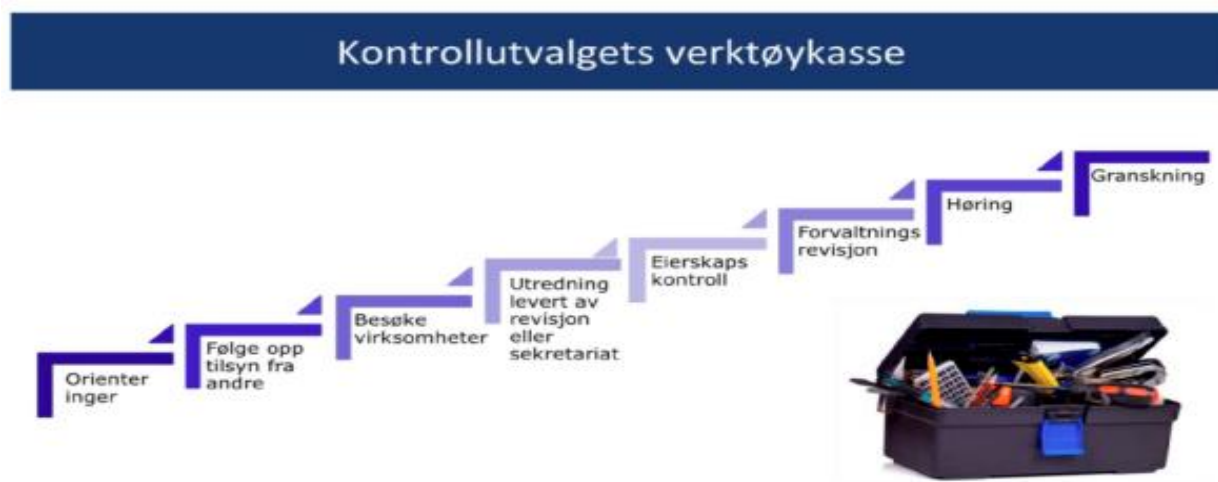 Kontrollutvalgets verktøykasse
Orienter
inger
Følge opp
tilsyn fra
andre
Besøke
virksomheter
Utredning
levert av
revisjon
eller
sekretariat
Eierskaps
kontroll
Forvaltnings
revisjon
Høring
Granskning